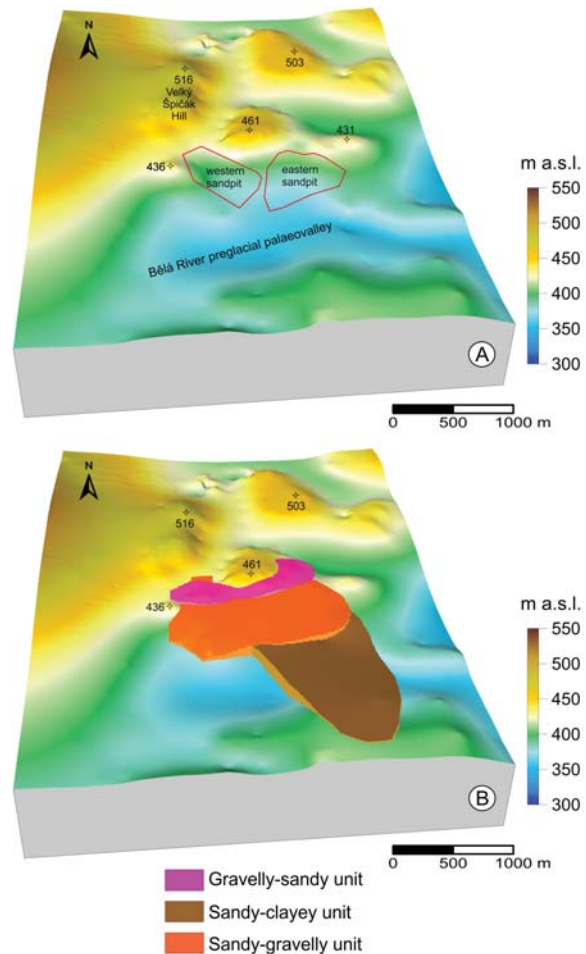 N
503
516
Velký
Špičák
Hill
461
431
436
western
sandpit
eastern
sandpit
Bělá River preglacial palaeovalley
m a.s.l.
550
500
450
400
350
300
A
0 500 1000 m
N
503
516
461
436
m a.s.l.
550
500
450
400
350
300
B
0 500 1000 m
Gravelly-sandy unit
Sandy-clayey unit
Sandy-gravelly unit